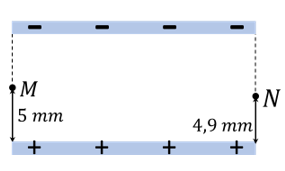 − − − −
M
5 mm
N
4,9 mm
+ + + +